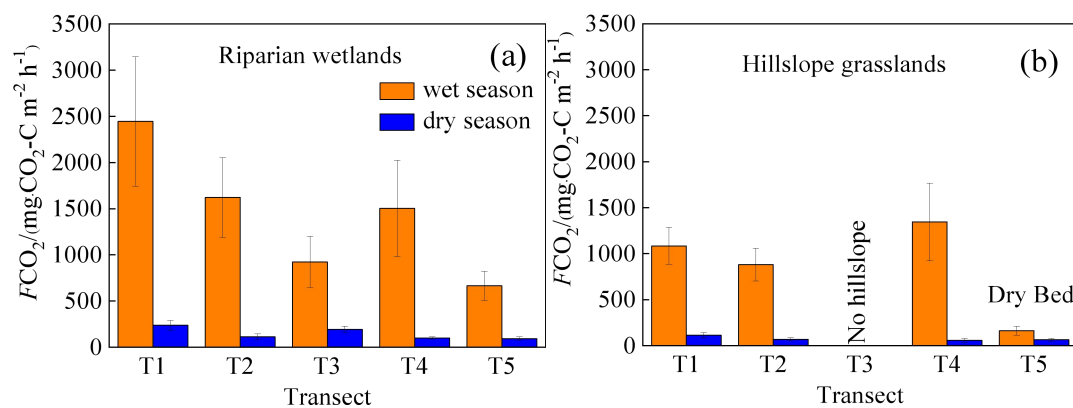 3500
3000
2500
2000
1500
1000
500
0
FCO₂/(mg.CO₂-C m⁻² h⁻¹)
Riparian wetlands
(a)
wet season
dry season
T1 T2 T3 T4 T5
Transect
3500
3000
2500
2000
1500
1000
500
0
FCO₂/(mg.CO₂-C m⁻² h⁻¹)
Hillslope grasslands
(b)
No hillslope
Dry Bed
T1 T2 T3 T4 T5
Transect